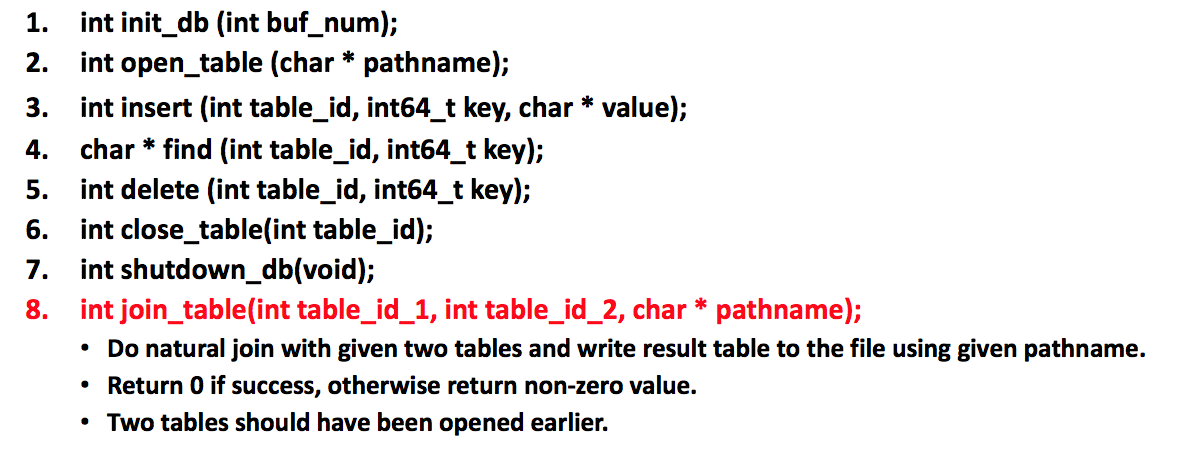 1. int init_db (int buf_num);
2. int open_table (char * pathname);
3. int insert (int table_id, int64_t key, char * value);
4. char * find (int table_id, int64_t key);
5. int delete (int table_id, int64_t key);
6. int close_table(int table_id);
7. int shutdown_db(void);
8. int join_table(int table_id_1, int table_id_2, char * pathname);
• Do natural join with given two tables and write result table to the file using given pathname.
• Return 0 if success, otherwise return non-zero value.
• Two tables should have been opened earlier.